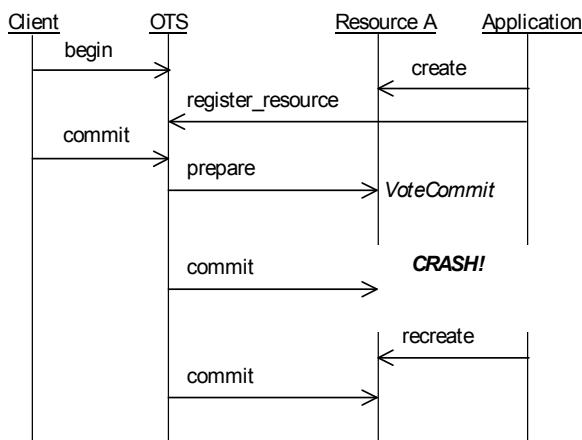 Client OTS Resource A Application
begin
create
register_resource
commit
prepare
VoteCommit
CRASH!
commit
recreate
commit